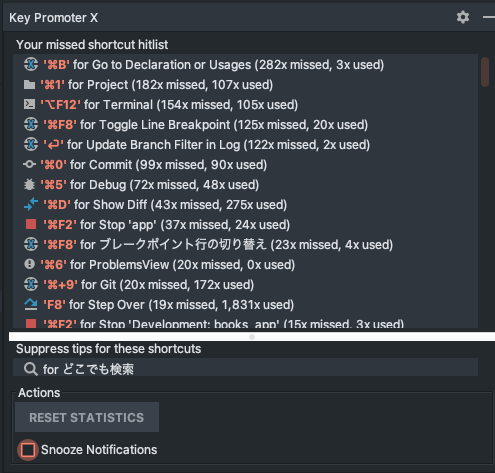 Key Promoter X
Your missed shortcut hitlist
'⌘B' for Go to Declaration or Usages (282x missed, 3x used)
'⌘1' for Project (182x missed, 107x used)
'⌥F12' for Terminal (154x missed, 105x used)
'⌘F8' for Toggle Line Breakpoint (125x missed, 20x used)
'↩' for Update Branch Filter in Log (122x missed, 2x used)
'⌘0' for Commit (99x missed, 90x used)
'⌘5' for Debug (72x missed, 48x used)
'⌘D' for Show Diff (43x missed, 275x used)
'⌘F2' for Stop 'app' (37x missed, 24x used)
'⌘F8' for ブレークポイント行の切り替え (23x missed, 4x used)
'⌘6' for ProblemsView (20x missed, 0x used)
'⌘+9' for Git (20x missed, 172x used)
'F8' for Step Over (19x missed, 1,831x used)
'⌘F2' for Stop 'Development: books_app' (15x missed, 3x used)
Suppress tips for these shortcuts
for どこでも検索
Actions
RESET STATISTICS
Snooze Notifications